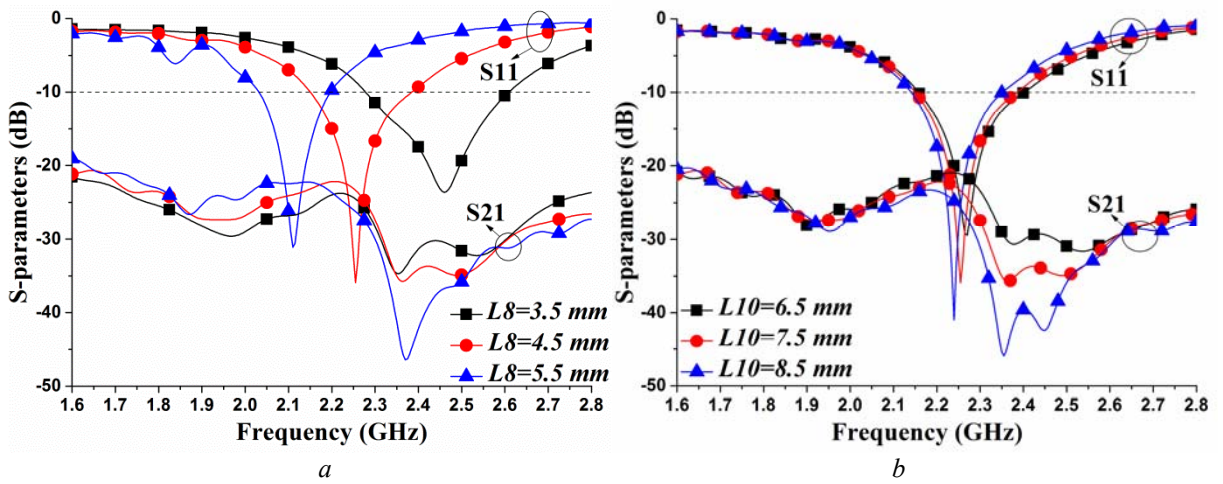 0
-10
-20
-30
-40
-50
S-parameters (dB)
S11
S21
L8=3.5 mm
L8=4.5 mm
L8=5.5 mm
1.6 1.7 1.8 1.9 2.0 2.1 2.2 2.3 2.4 2.5 2.6 2.7 2.8
Frequency (GHz)
a
0
-10
-20
-30
-40
-50
S-parameters (dB)
S11
S21
L10=6.5 mm
L10=7.5 mm
L10=8.5 mm
1.6 1.7 1.8 1.9 2.0 2.1 2.2 2.3 2.4 2.5 2.6 2.7 2.8
Frequency (GHz)
b